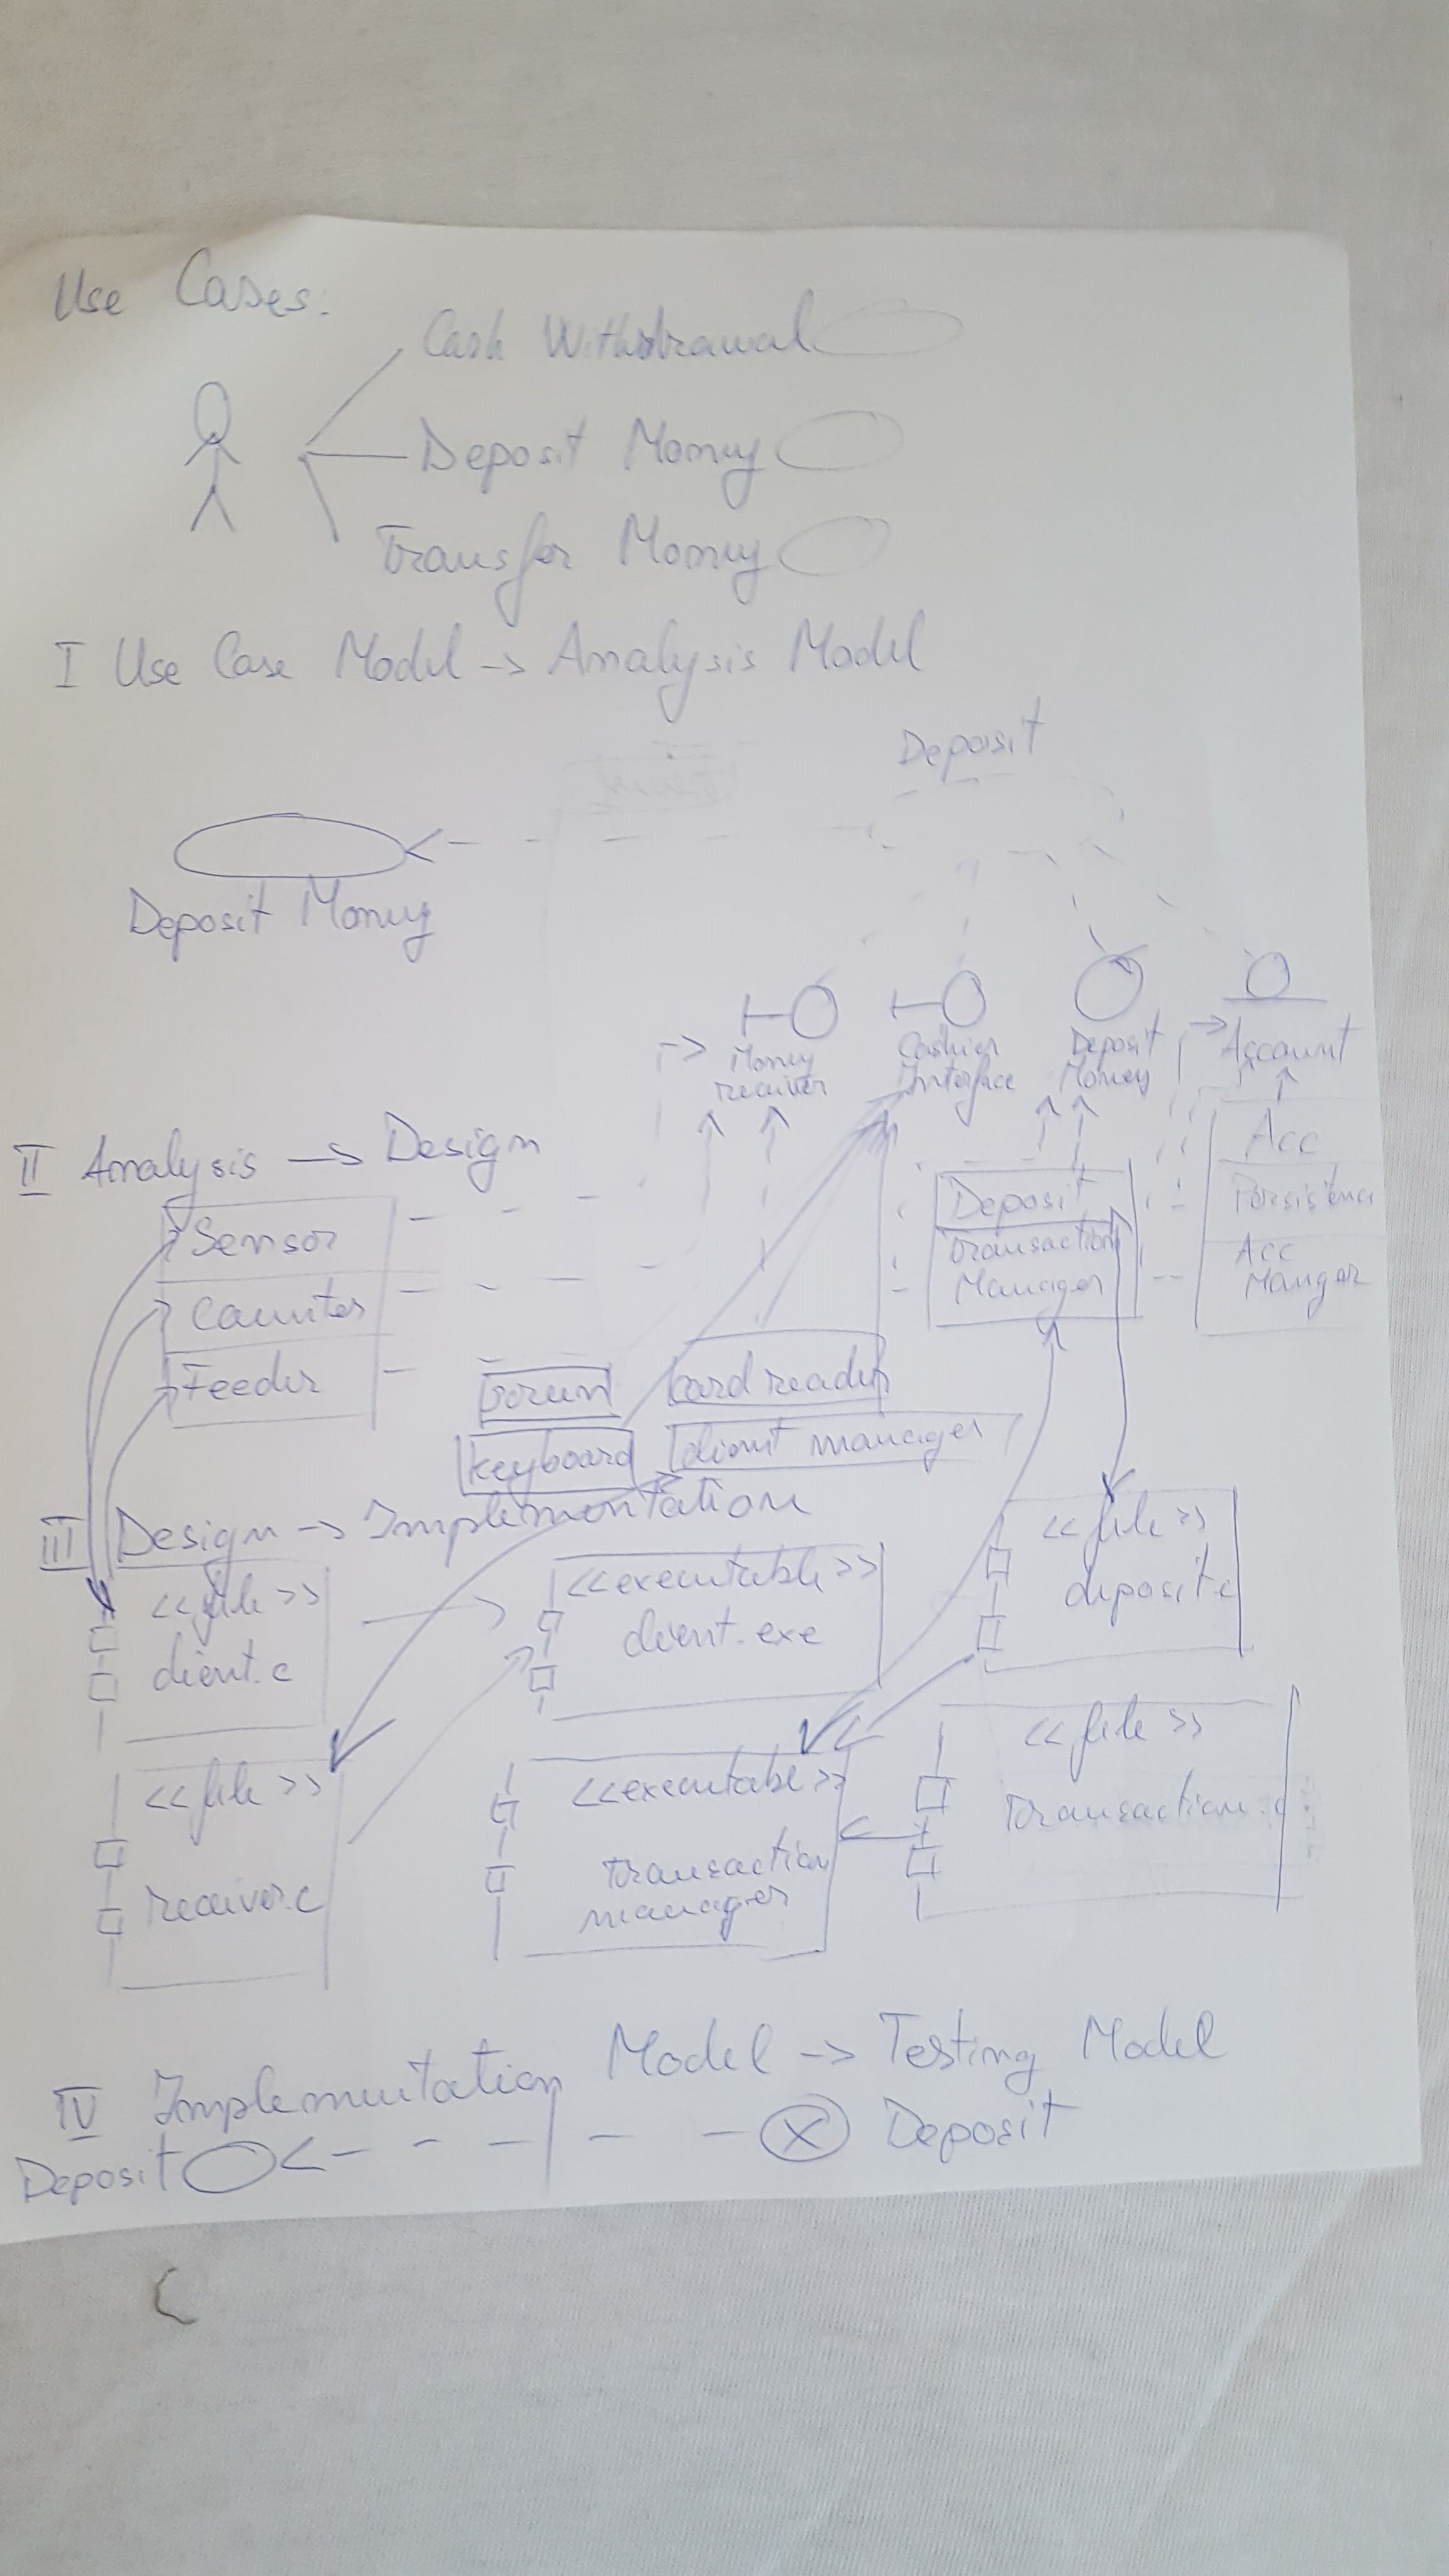 Use Cases:
Cash Withdrawal
Deposit Money
Transfer Money
I Use Case Model -> Analysis Model
Deposit
Deposit Money
Money
receiver
Cashier
Interface
Deposit
Money
Account
II Analysis -> Design
Sensor
Counter
Feeder
keyboard
card reader
client manager
Deposit
Transaction
Manager
Acc
Persistence
Acc
Manger
III Design -> Implementation
<<file>>
client.c
<<executable>>
client.exe
<<file>>
deposit.c
<<file>>
receiver.c
<<executable>>
transaction
manager
<<file>>
transaction.c
IV Implementation Model -> Testing Model
Deposit
Deposit